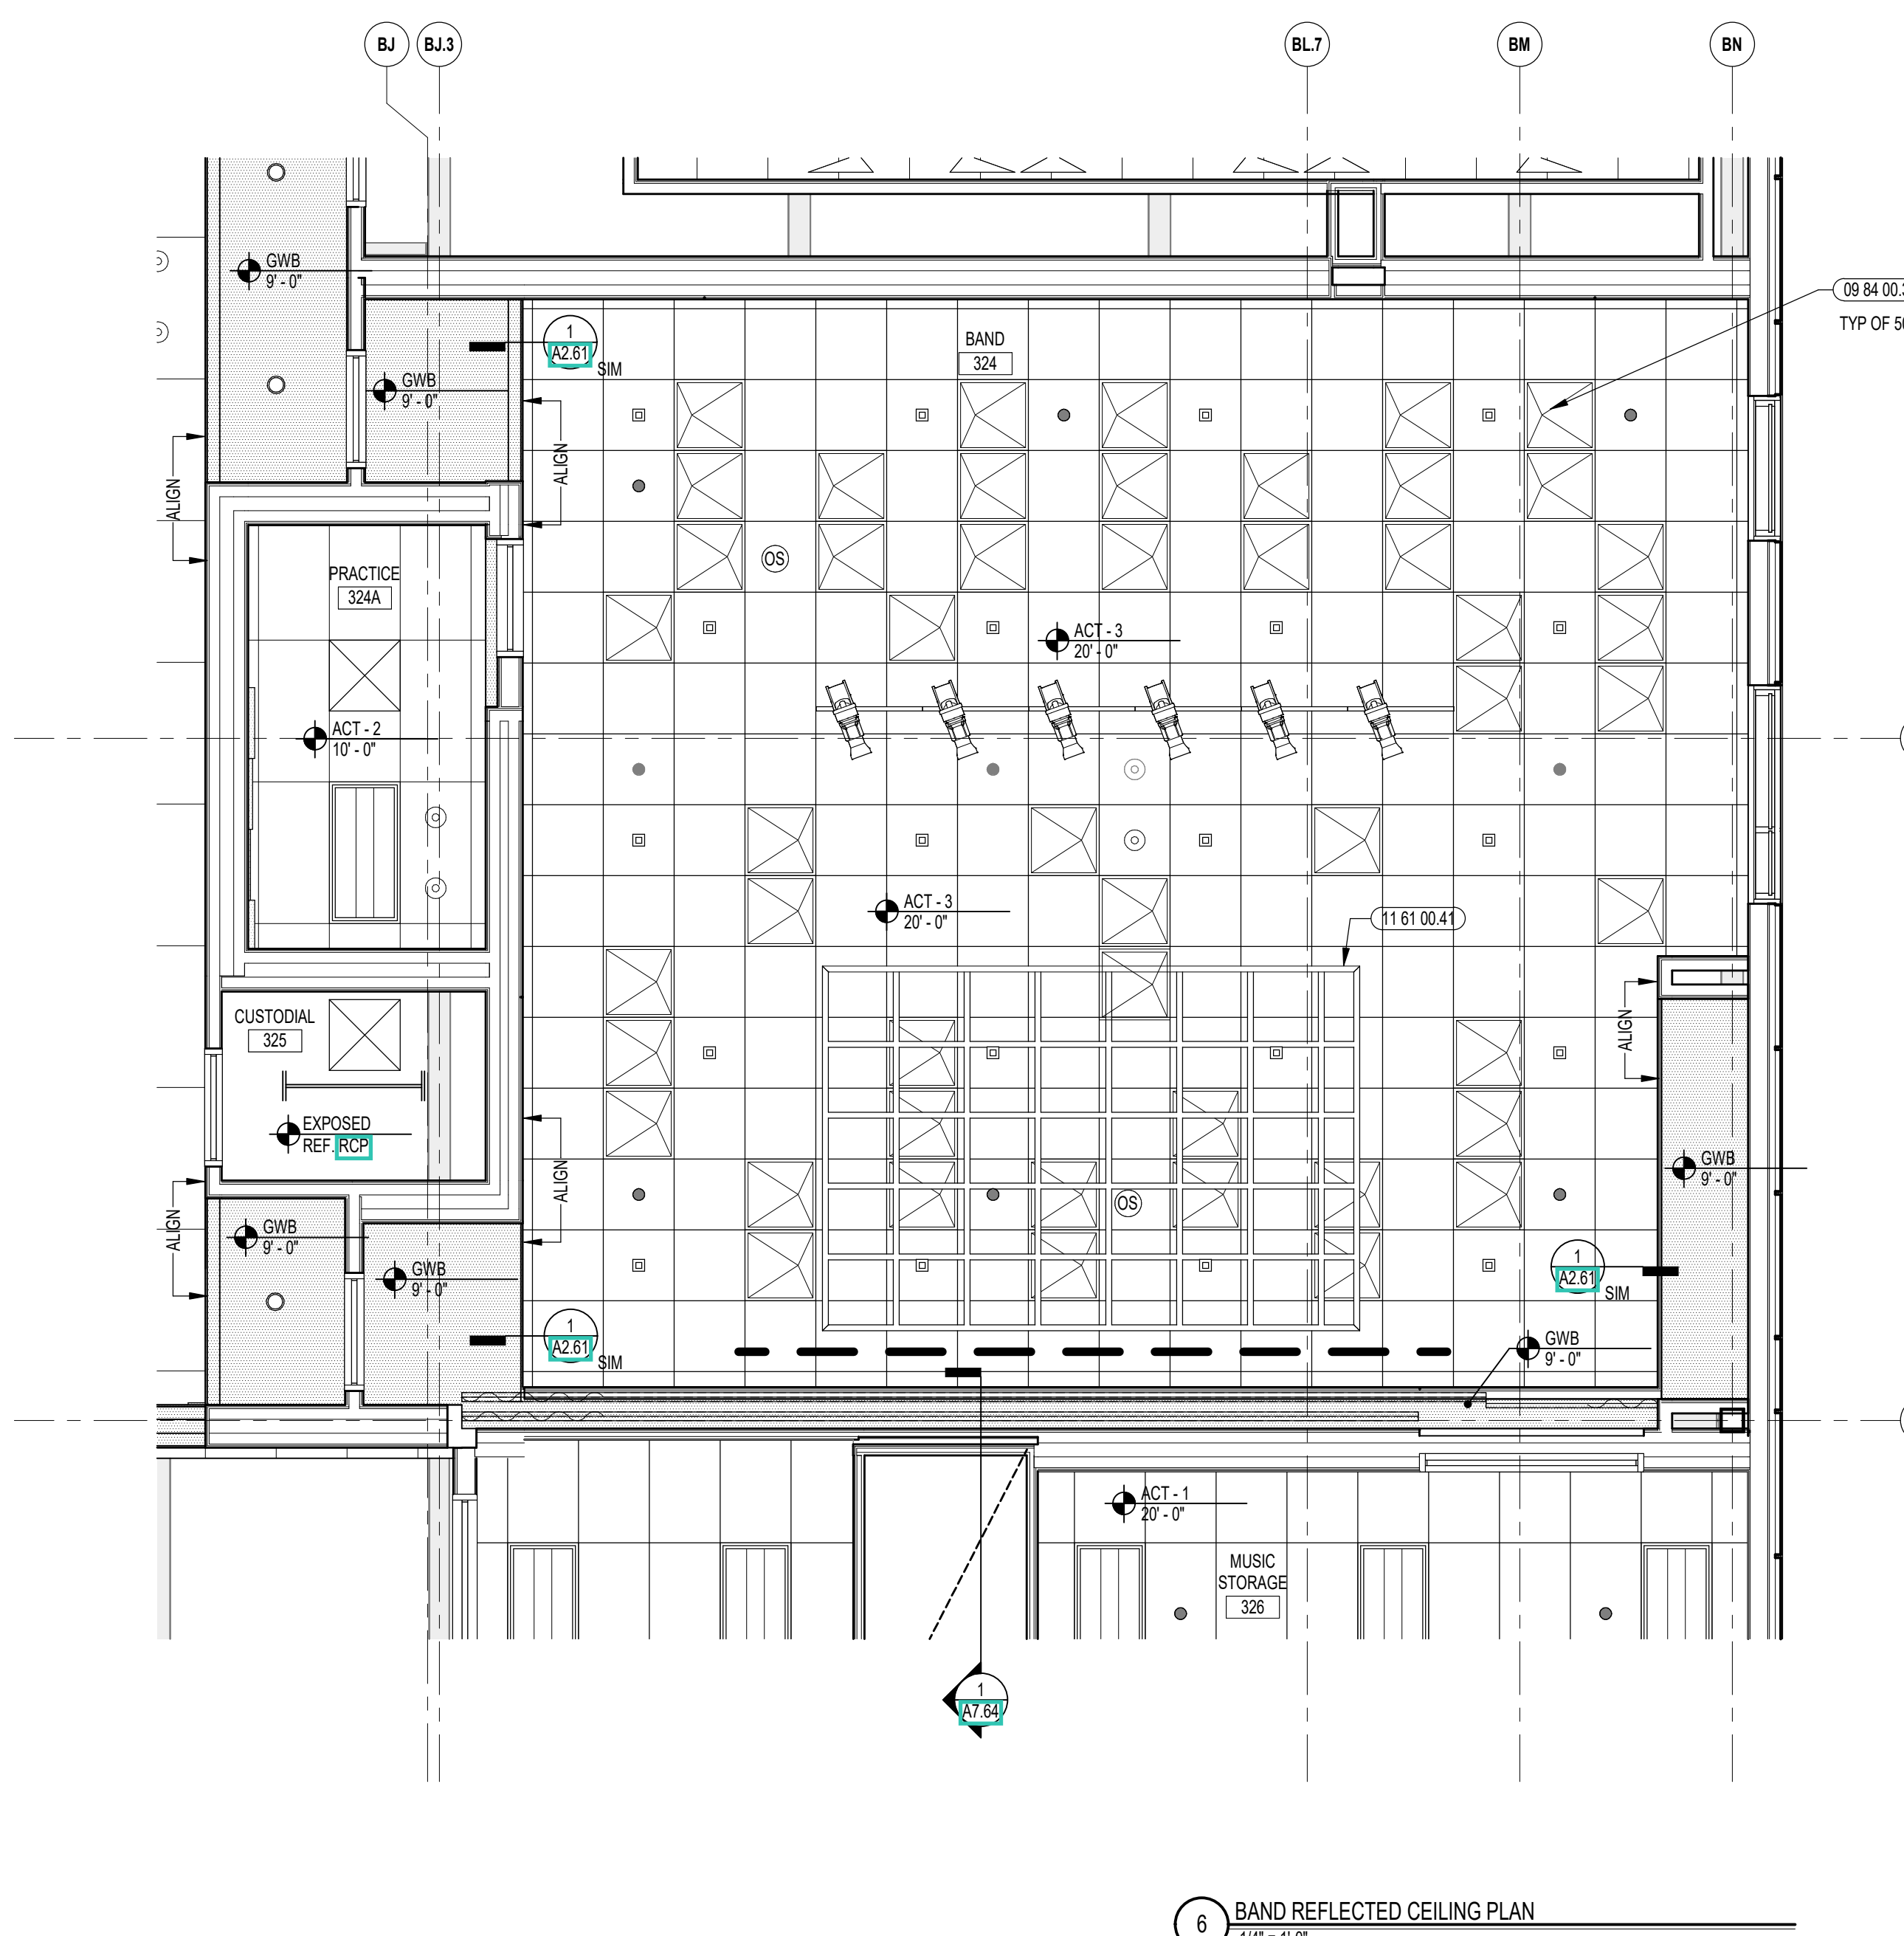 BJ
BJ.3
BL.7
BM
BN
GWB
9' - 0"
09 84 00.
TYP OF
1
A2.61
SIM
BAND
324
GWB
9' - 0"
ALIGN
ALIGN
OS
PRACTICE
324A
ACT - 3
20' - 0"
ACT - 2
10' - 0"
ACT - 3
20' - 0"
11 61 00.41
CUSTODIAL
325
ALIGN
EXPOSED
REF. RCP
ALIGN
GWB
9' - 0"
OS
ALIGN
GWB
9' - 0"
GWB
9' - 0"
1
A2.61
SIM
1
A2.61
SIM
GWB
9' - 0"
ACT - 1
20' - 0"
MUSIC
STORAGE
326
1
A7.64
6
BAND REFLECTED CEILING PLAN
1/4" = 1'-0"